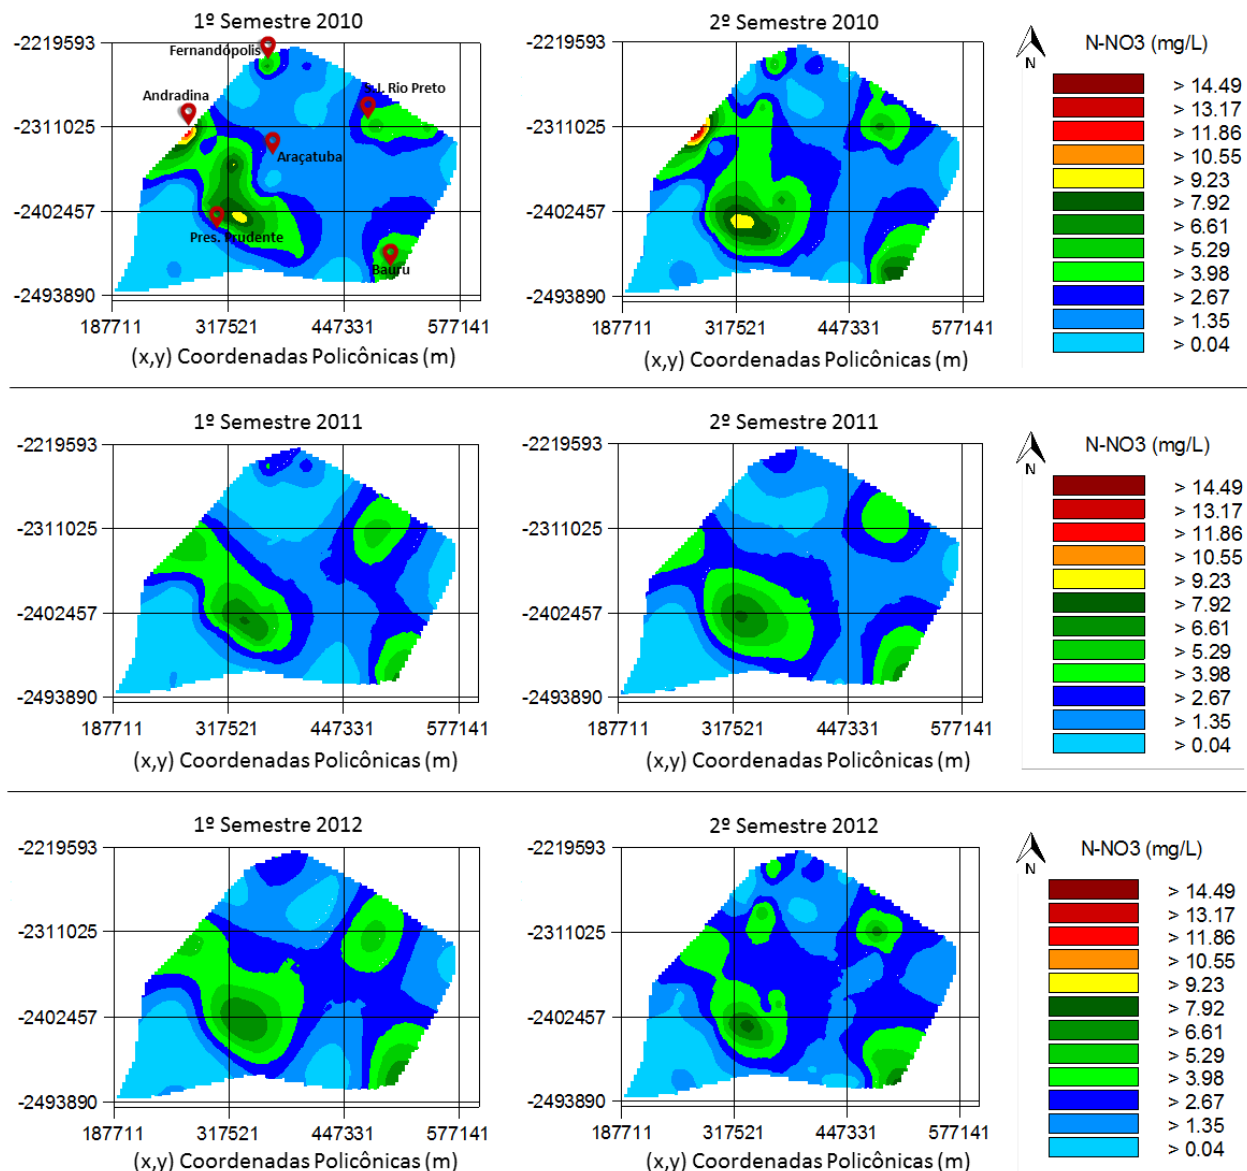 1º Semestre 2010
2º Semestre 2010
-2219593
-2311025
-2402457
-2493890
187711 317521 447331 577141
(x,y) Coordenadas Policônicas (m)
Fernandópolis
Andradina
S.J. Rio Preto
Araçatuba
Pres. Prudente
Bauru
-2219593
-2311025
-2402457
-2493890
187711 317521 447331 577141
(x,y) Coordenadas Policônicas (m)
N
N-NO3 (mg/L)
> 14.49
> 13.17
> 11.86
> 10.55
> 9.23
> 7.92
> 6.61
> 5.29
> 3.98
> 2.67
> 1.35
> 0.04
1º Semestre 2011
2º Semestre 2011
-2219593
-2311025
-2402457
-2493890
187711 317521 447331 577141
(x,y) Coordenadas Policônicas (m)
-2219593
-2311025
-2402457
-2493890
187711 317521 447331 577141
(x,y) Coordenadas Policônicas (m)
N
N-NO3 (mg/L)
> 14.49
> 13.17
> 11.86
> 10.55
> 9.23
> 7.92
> 6.61
> 5.29
> 3.98
> 2.67
> 1.35
> 0.04
1º Semestre 2012
2º Semestre 2012
-2219593
-2311025
-2402457
-2493890
187711 317521 447331 577141
(x,y) Coordenadas Policônicas (m)
-2219593
-2311025
-2402457
-2493890
187711 317521 447331 577141
(x,y) Coordenadas Policônicas (m)
N
N-NO3 (mg/L)
> 14.49
> 13.17
> 11.86
> 10.55
> 9.23
> 7.92
> 6.61
> 5.29
> 3.98
> 2.67
> 1.35
> 0.04